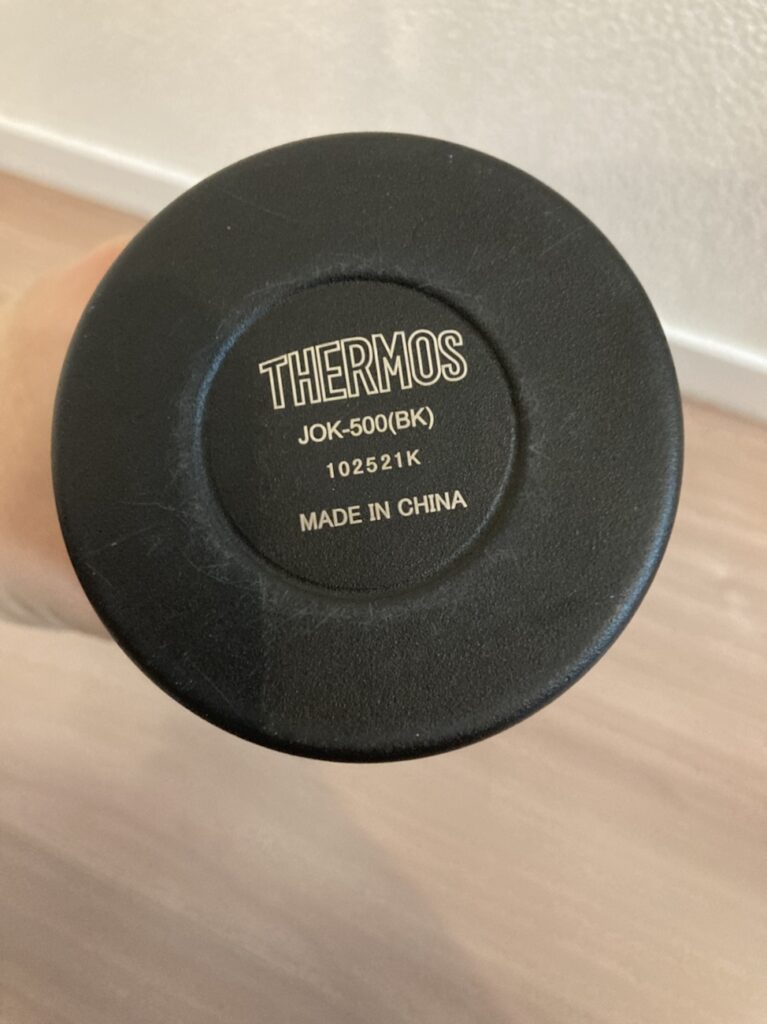 THERMOS
JOK-500(BK)
102521K
MADE IN CHINA